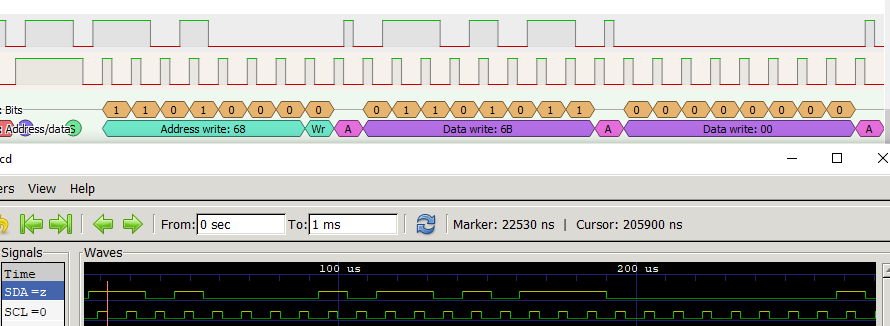 : Bits 1 1 0 1 0 0 0 0 0 1 1 0 1 0 1 1 0 0 0 0 0 0 0 0
: Address/data S Address write: 68 Wr A Data write: 6B A Data write: 00 A
cd
ers View Help
From: 0 sec To: 1 ms Marker: 22530 ns | Cursor: 205900 ns
Signals Waves
Time 100 us 200 us
SDA =z
SCL =0